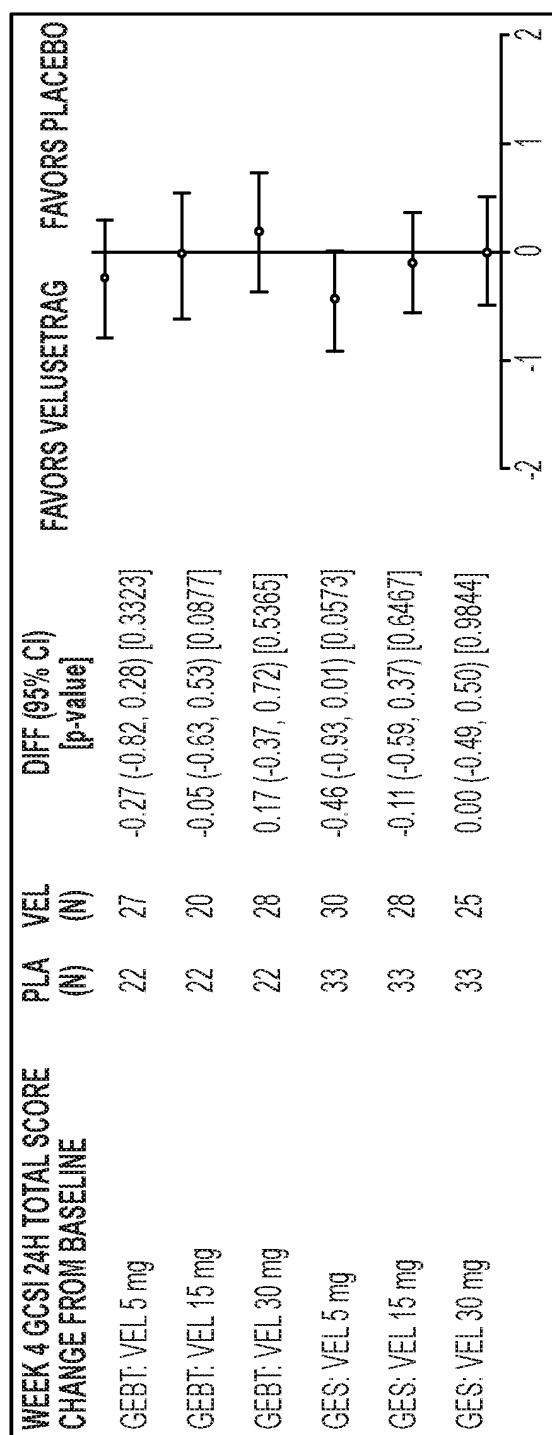 WEEK 4 GCSI 24H TOTAL SCORE PLA VEL DIFF (95% CI) FAVORS VELUSETRAG FAVORS PLACEBO
CHANGE FROM BASELINE (N) (N) [p-value]
GEBT: VEL 5 mg 22 27 -0.27 (-0.82, 0.28) [0.3323]
GEBT: VEL 15 mg 22 20 -0.05 (-0.63, 0.53) [0.0877]
GEBT: VEL 30 mg 22 28 0.17 (-0.37, 0.72) [0.5365]
GES: VEL 5 mg 33 30 -0.46 (-0.93, 0.01) [0.0573]
GES: VEL 15 mg 33 28 -0.11 (-0.59, 0.37) [0.6467]
GES: VEL 30 mg 33 25 0.00 (-0.49, 0.50) [0.9844]
-2 -1 0 1 2